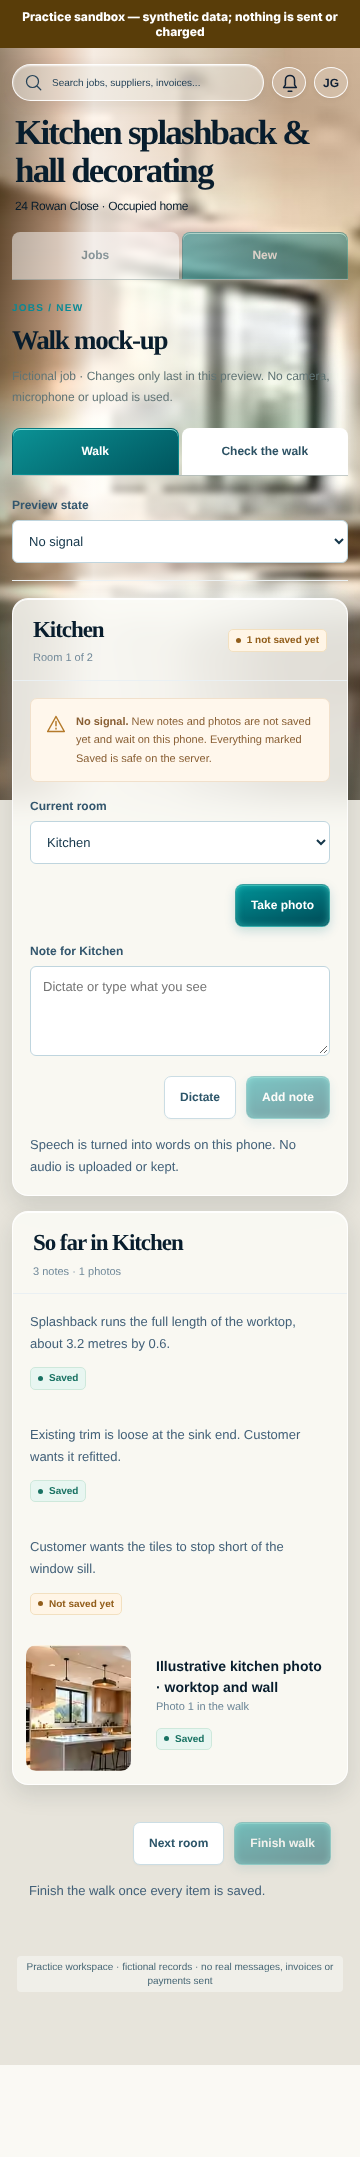 Practice sandbox — synthetic data; nothing is sent or
charged
Search jobs, suppliers, invoices...
JG
Kitchen splashback &
hall decorating
24 Rowan Close · Occupied home
Jobs
New
JOBS / NEW
Walk mock-up
Fictional job · Changes only last in this preview. No camera,
microphone or upload is used.
Walk
Check the walk
Preview state
No signal
Kitchen
1 not saved yet
Room 1 of 2
No signal. New notes and photos are not saved
yet and wait on this phone. Everything marked
Saved is safe on the server.
Current room
Kitchen
Take photo
Note for Kitchen
Dictate or type what you see
Dictate
Add note
Speech is turned into words on this phone. No
audio is uploaded or kept.
So far in Kitchen
3 notes · 1 photos
Splashback runs the full length of the worktop,
about 3.2 metres by 0.6.
Saved
Existing trim is loose at the sink end. Customer
wants it refitted.
Saved
Customer wants the tiles to stop short of the
window sill.
Not saved yet
Illustrative kitchen photo
· worktop and wall
Photo 1 in the walk
Saved
Next room
Finish walk
Finish the walk once every item is saved.
Practice workspace · fictional records · no real messages, invoices or
payments sent